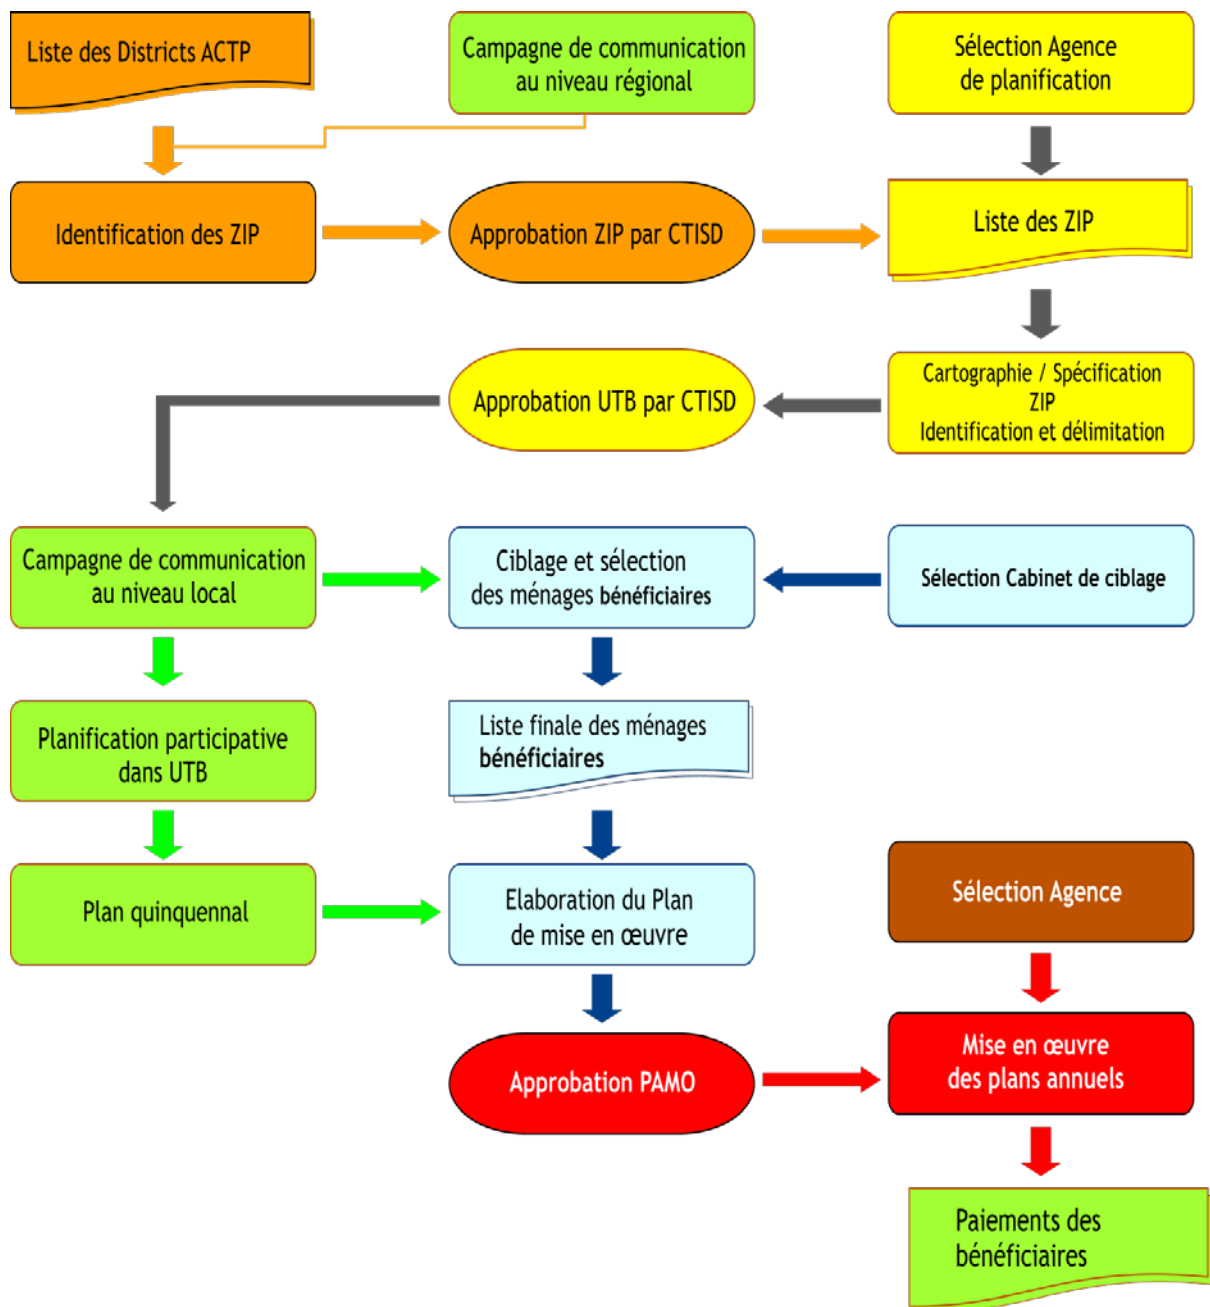 Liste des Districts ACTP
Campagne de communication
au niveau régional
Sélection Agence
de planification
Identification des ZIP
Approbation ZIP par CTISD
Liste des ZIP
Approbation UTB par CTISD
Cartographie / Spécification
ZIP
Identification et délimitation
Campagne de communication
au niveau local
Ciblage et sélection
des ménages bénéficiaires
Sélection Cabinet de ciblage
Planification participative
dans UTB
Liste finale des ménages
bénéficiaires
Plan quinquennal
Elaboration du Plan
de mise en œuvre
Sélection Agence
Approbation PAMO
Mise en œuvre
des plans annuels
Paiements des
bénéficiaires